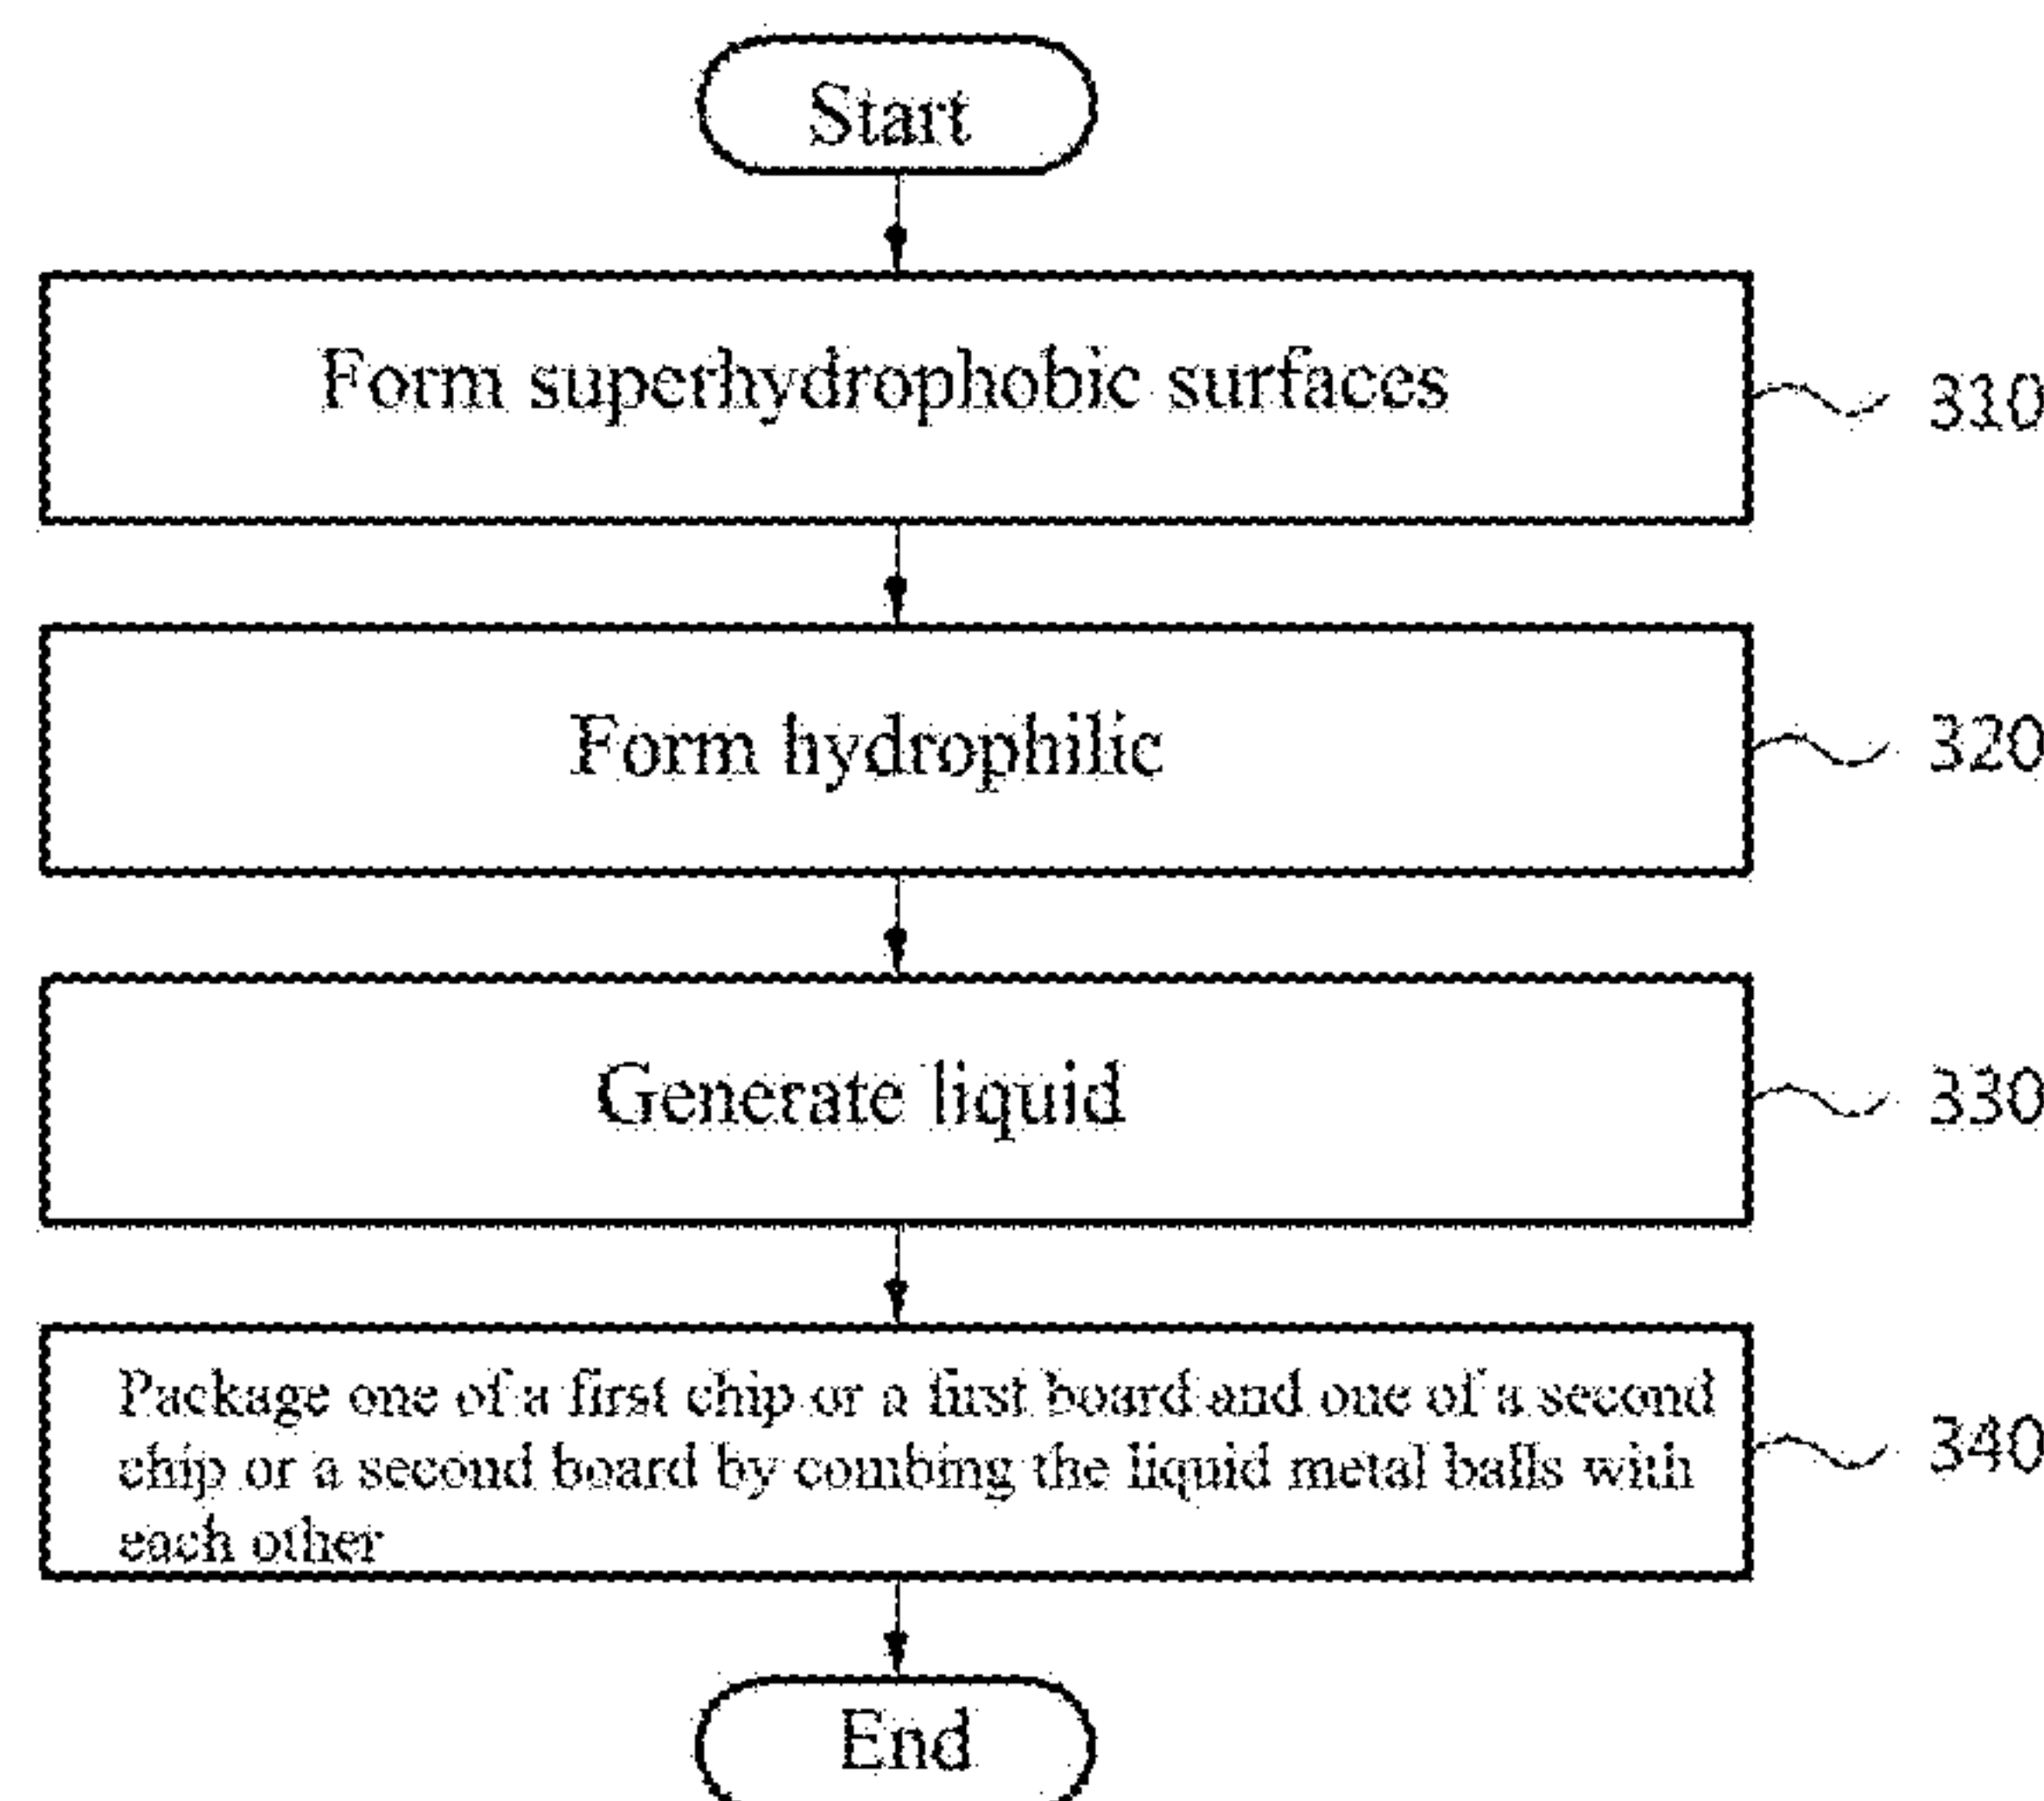 Start
Form superhydrophobic surfaces
310
Form hydrophilic
320
Generate liquid
330
Package one of a first chip or a first board and one of a second
chip or a second board by combing the liquid metal balls with
each other
340
End